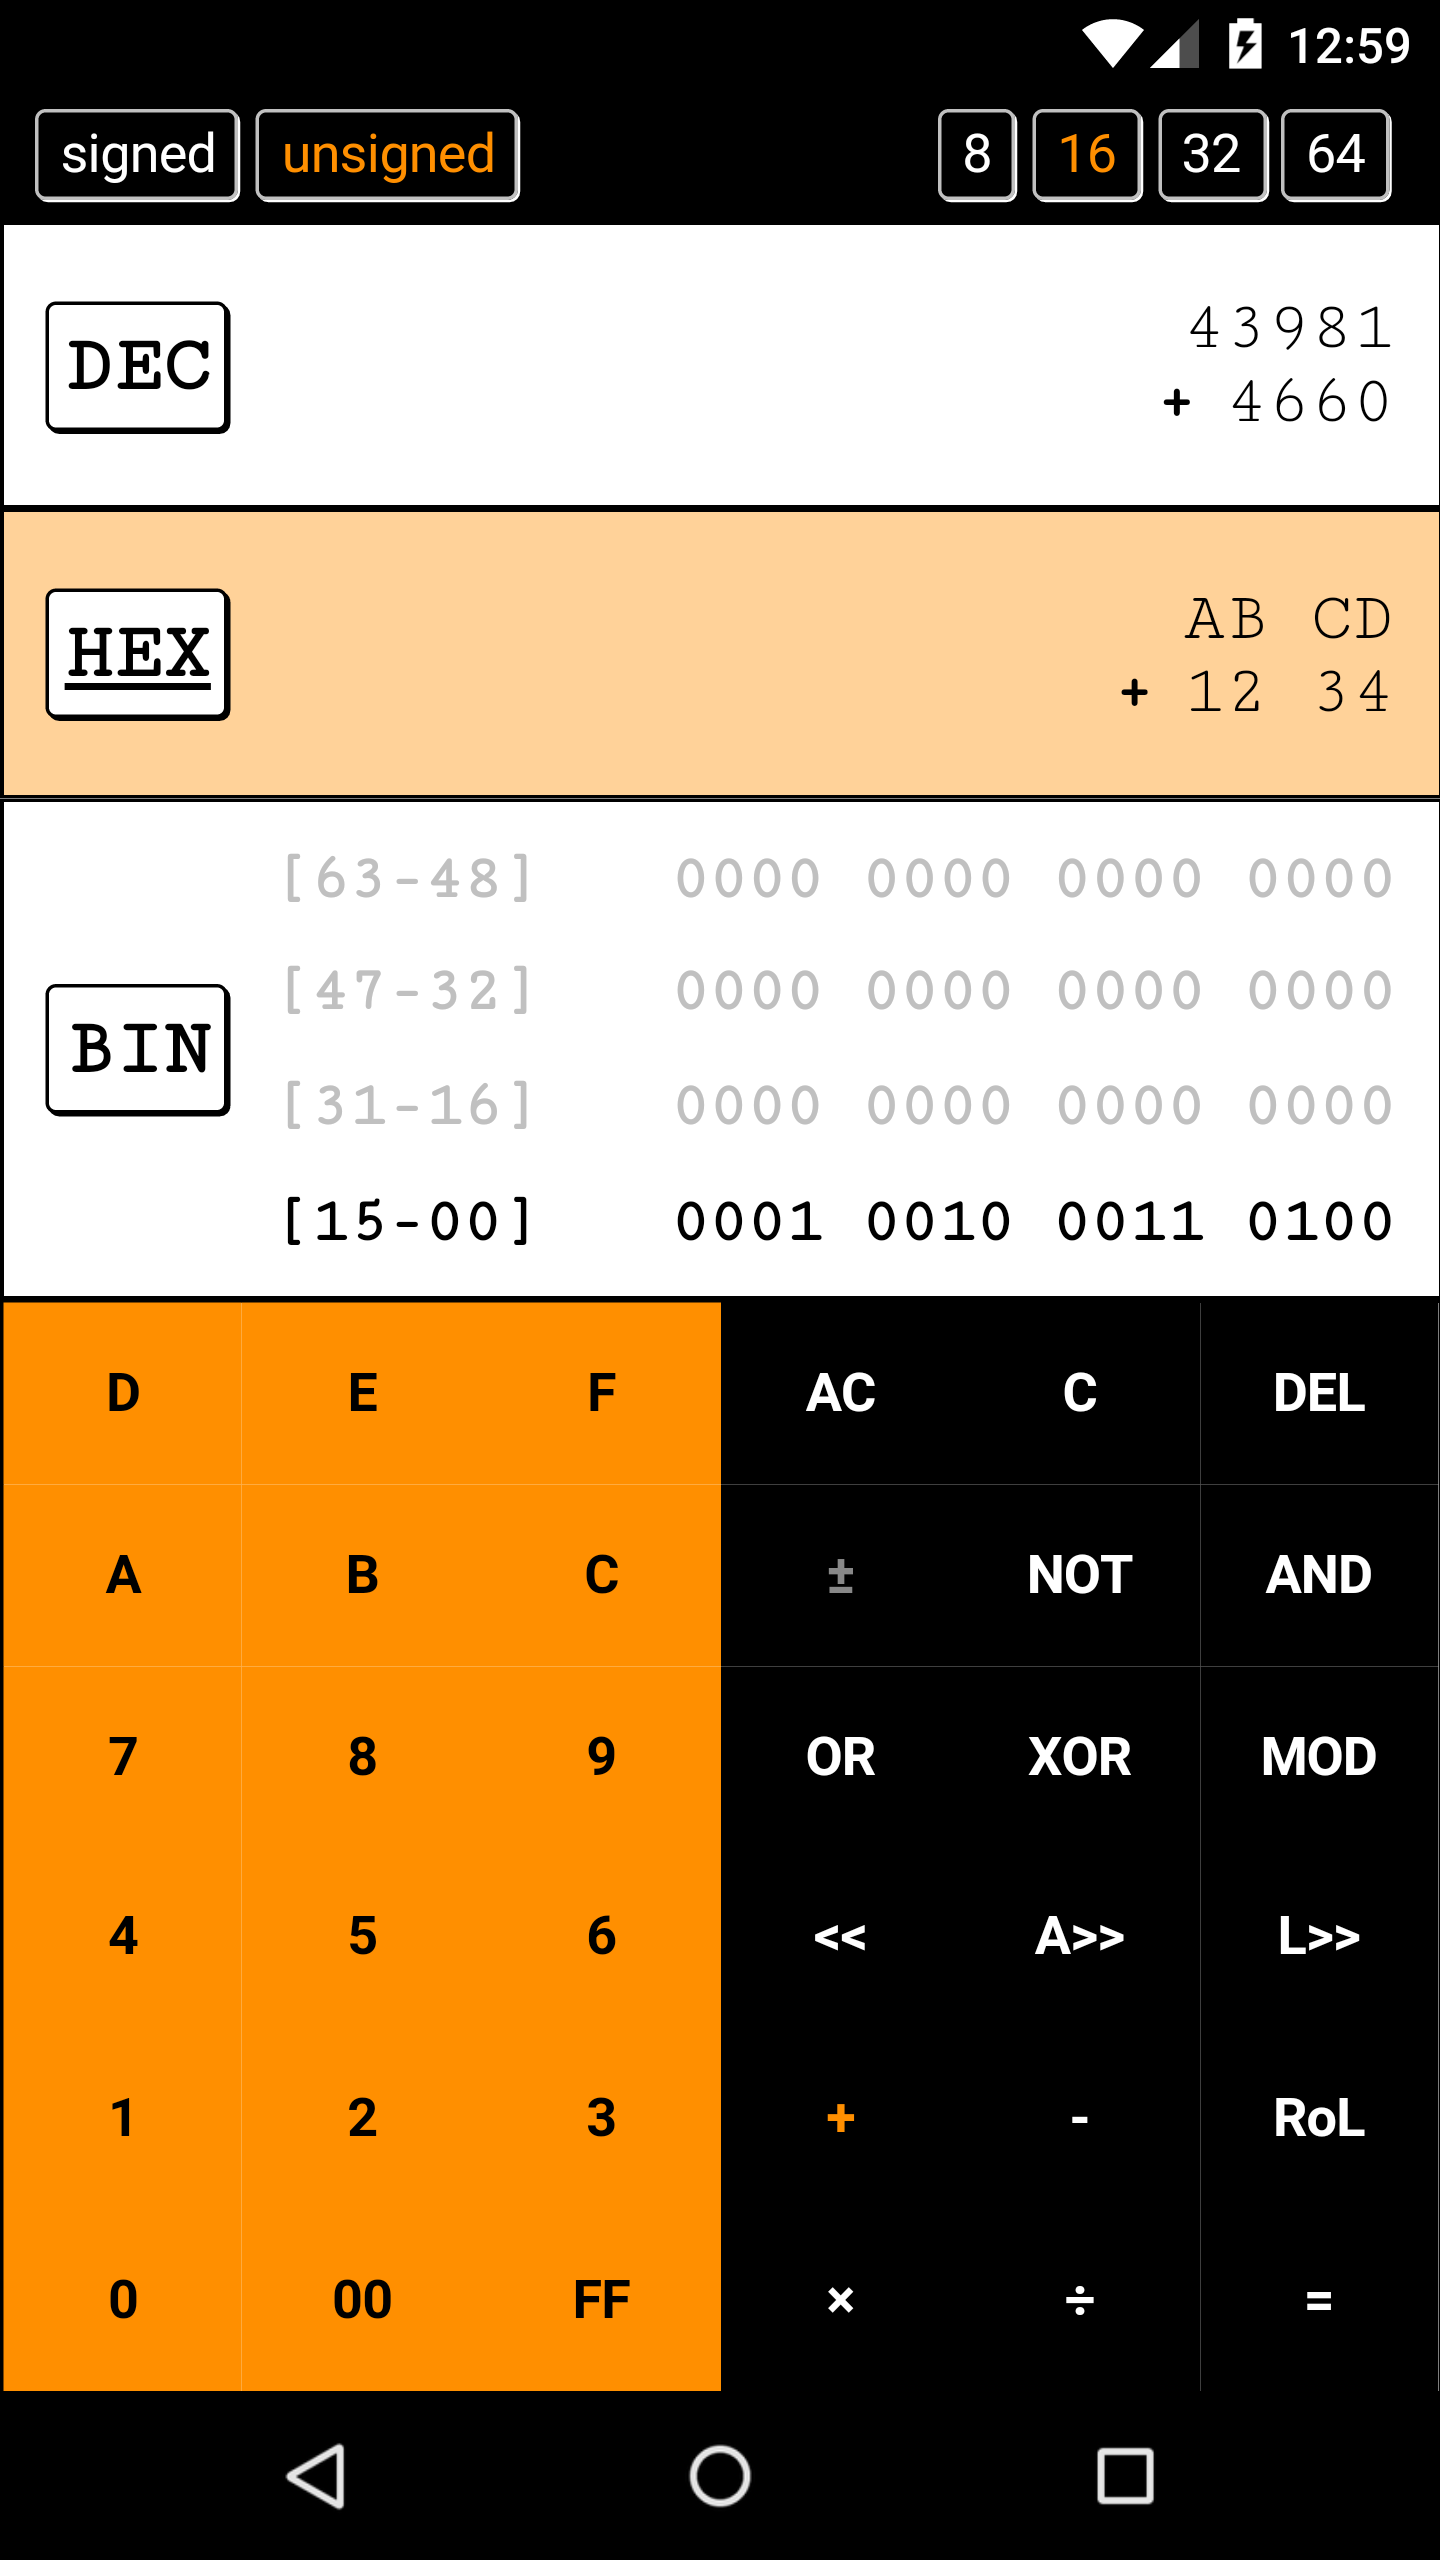 12:59
signed unsigned 8 16 32 64
DEC
43981
+ 4660
HEX
AB CD
+ 12 34
BIN
[63-48] 0000 0000 0000 0000
[47-32] 0000 0000 0000 0000
[31-16] 0000 0000 0000 0000
[15-00] 0001 0010 0011 0100
D E F AC C DEL
A B C ± NOT AND
7 8 9 OR XOR MOD
4 5 6 << A>> L>>
1 2 3 + - RoL
0 00 FF × ÷ =